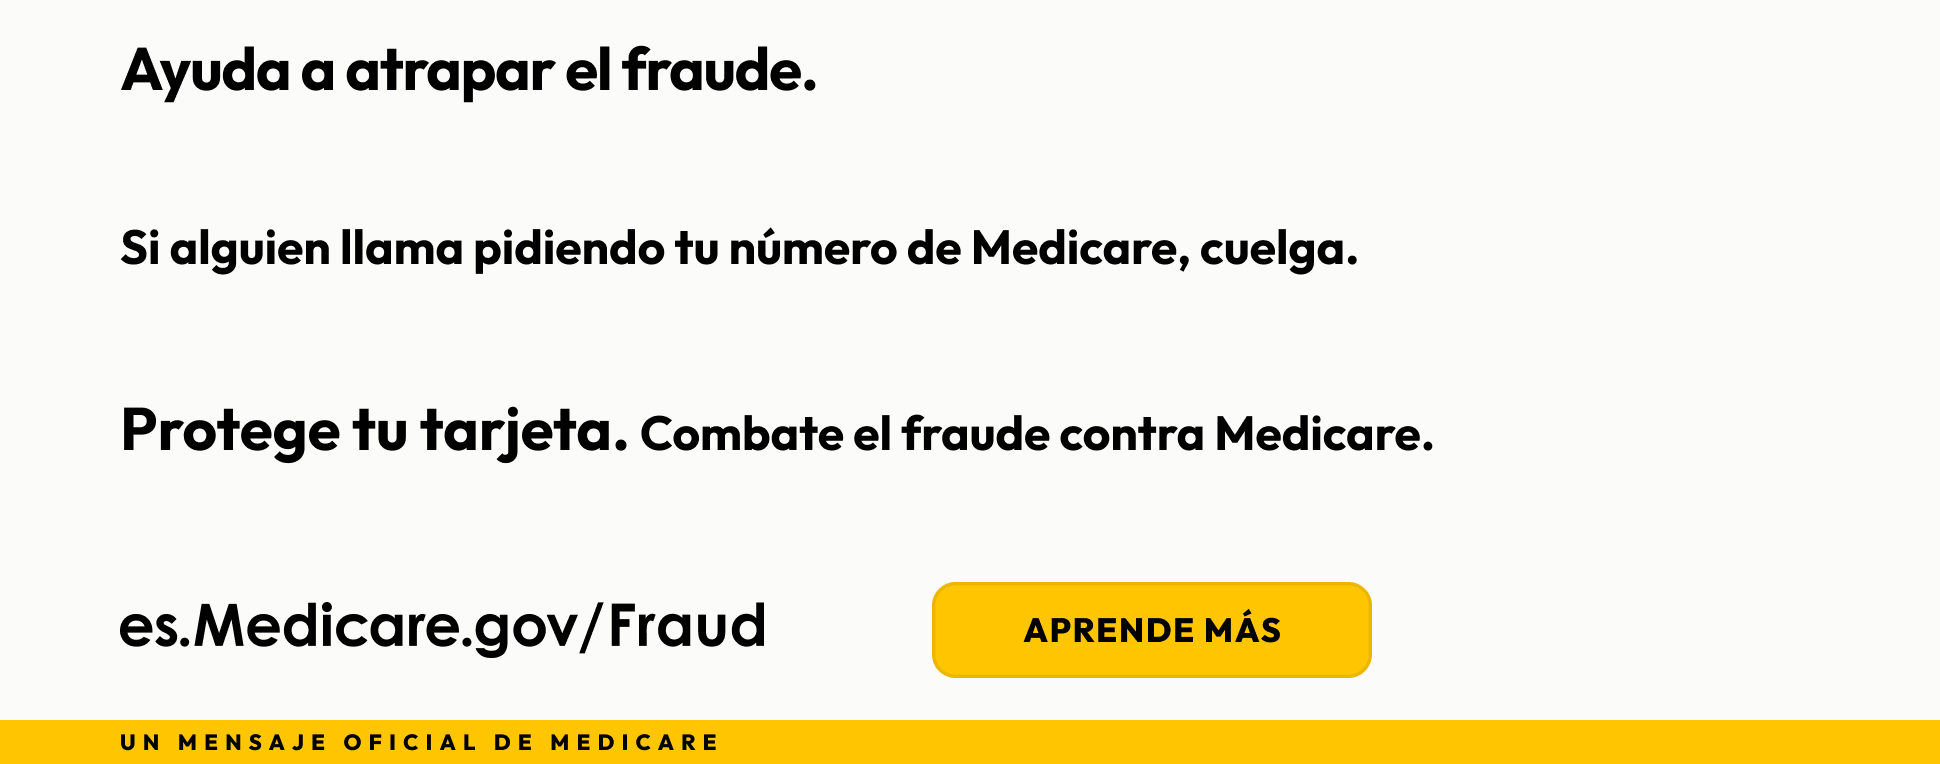 Ayuda a atrapar el fraude.
Si alguien llama pidiendo tu número de Medicare, cuelga.
Protege tu tarjeta. Combate el fraude contra Medicare.
es.Medicare.gov/Fraud
APRENDE MÁS
UN MENSAJE OFICIAL DE MEDICARE